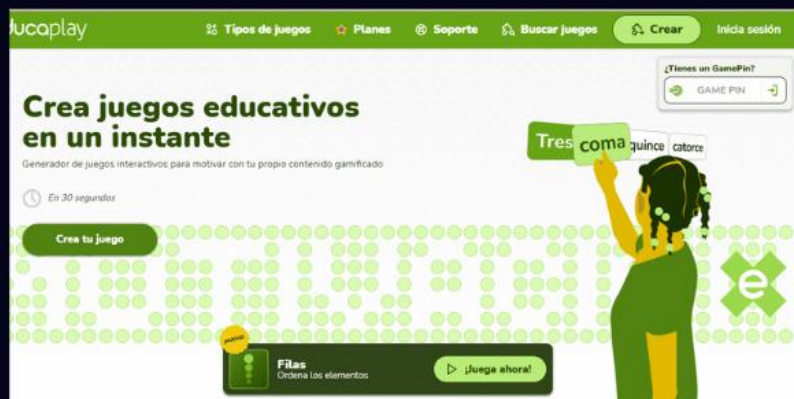 ducaplay
Tipos de juegos
Planes
Soporte
Buscar juegos
Crear
Inicia sesión
¿Tienes un GamePin?
GAME PIN
Crea juegos educativos
en un instante
Generador de juegos interactivos para motivar con tu propio contenido gamificado
En 30 segundos
Crea tu juego
Tres coma quince catorce
e
Filas
Ordena los elementos
¡Juega ahora!